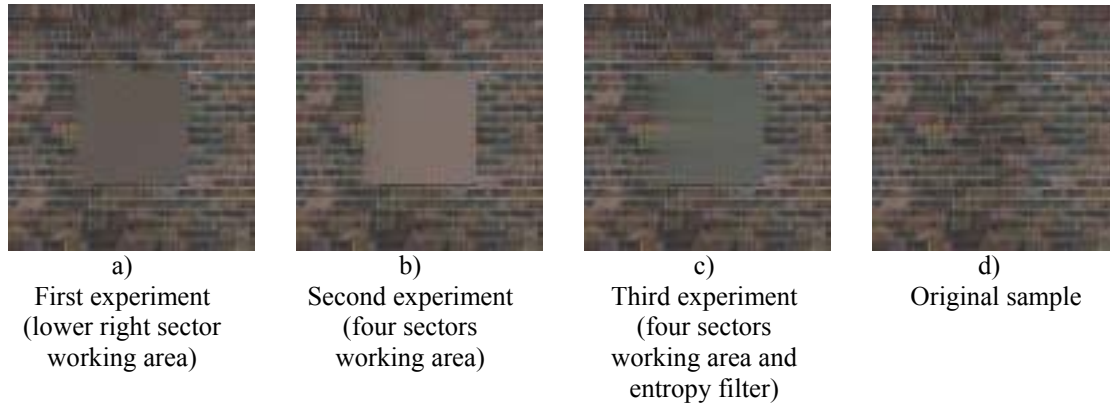 a)
First experiment
(lower right sector
working area)
b)
Second experiment
(four sectors
working area)
c)
Third experiment
(four sectors
working area and
entropy filter)
d)
Original sample